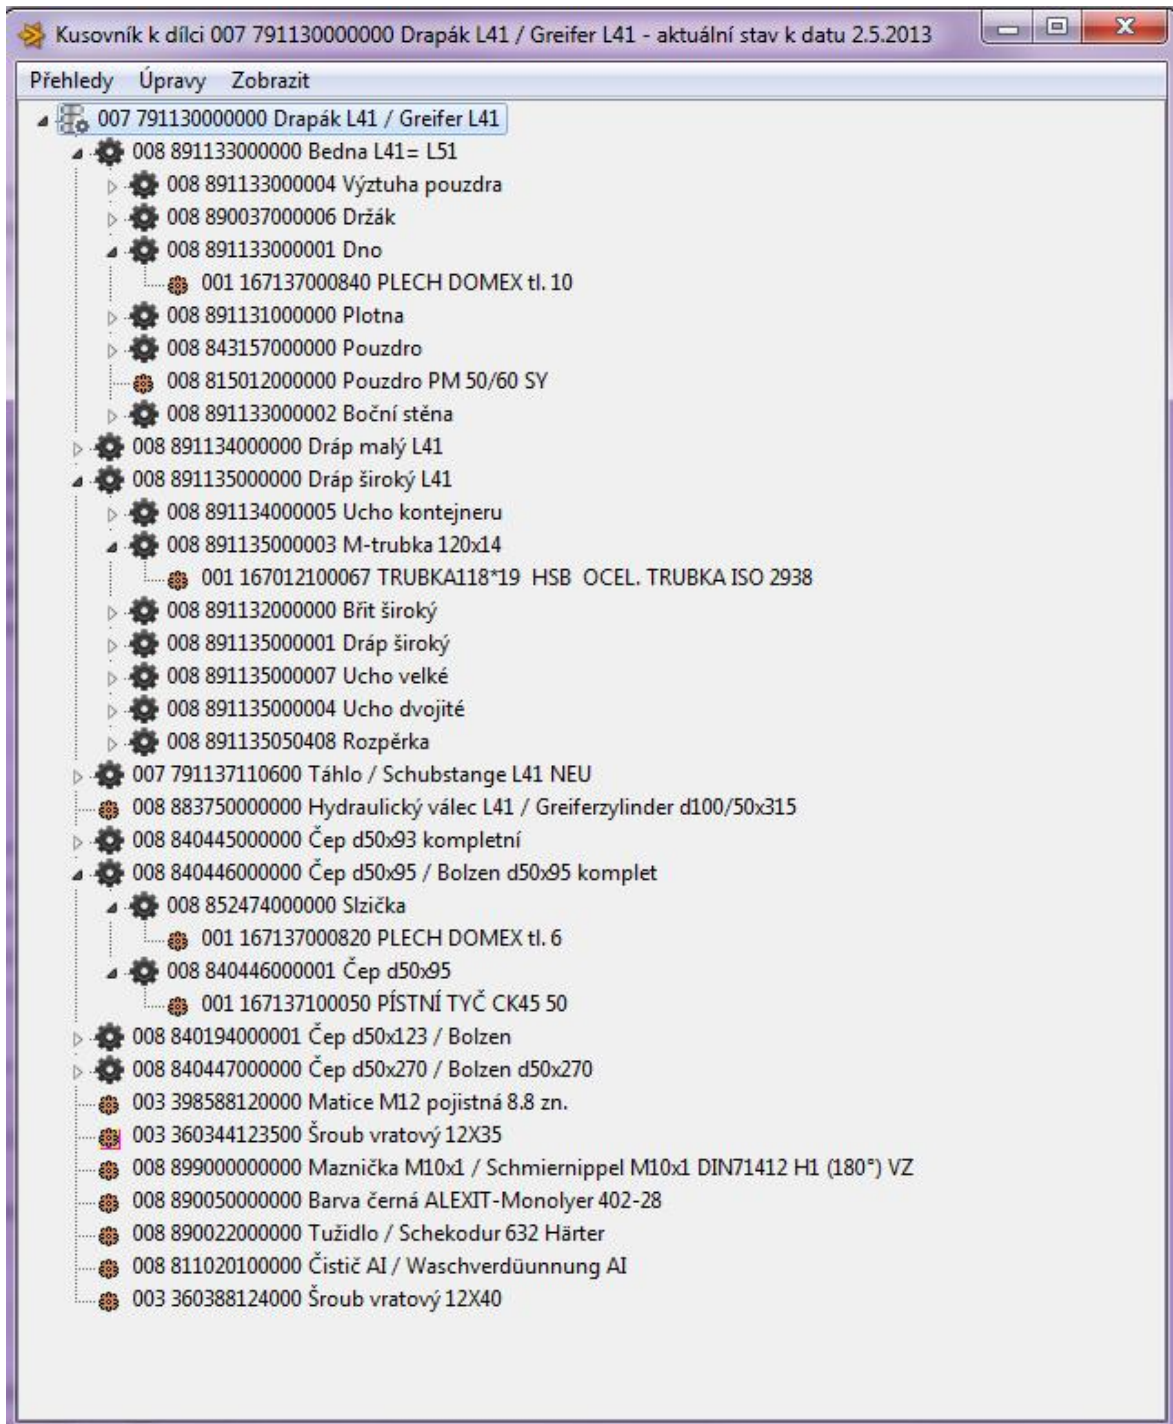 Kusovník k dílci 007 791130000000 Drapák L41 / Greifer L41 - aktuální stav k datu 2.5.2013
Přehledy Úpravy Zobrazit
007 791130000000 Drapák L41 / Greifer L41
008 891133000000 Bedna L41= L51
008 891133000004 Výztuha pouzdra
008 890037000006 Držák
008 891133000001 Dno
001 167137000840 PLECH DOMEX tl. 10
008 891131000000 Plotna
008 843157000000 Pouzdro
008 815012000000 Pouzdro PM 50/60 SY
008 891133000002 Boční stěna
008 891134000000 Dráp malý L41
008 891135000000 Dráp široký L41
008 891134000005 Ucho kontejneru
008 891135000003 M-trubka 120x14
001 167012100067 TRUBKA118*19 HSB OCEL. TRUBKA ISO 2938
008 891132000000 Břit široký
008 891135000001 Dráp široký
008 891135000007 Ucho velké
008 891135000004 Ucho dvojité
008 891135050408 Rozpěrka
007 791137110600 Táhlo / Schubstange L41 NEU
008 883750000000 Hydraulický válec L41 / Greiferzylinder d100/50x315
008 840445000000 Čep d50x93 kompletní
008 840446000000 Čep d50x95 / Bolzen d50x95 komplet
008 852474000000 Slzička
001 167137000820 PLECH DOMEX tl. 6
008 840446000001 Čep d50x95
001 167137100050 PÍSTNÍ TYČ CK45 50
008 840194000001 Čep d50x123 / Bolzen
008 840447000000 Čep d50x270 / Bolzen d50x270
003 398588120000 Matice M12 pojistná 8.8 zn.
003 360344123500 Šroub vratový 12X35
008 899000000000 Maznička M10x1 / Schmiernippel M10x1 DIN71412 H1 (180°) VZ
008 890050000000 Barva černá ALEXIT-Monolyer 402-28
008 890022000000 Tužidlo / Schekodur 632 Härter
008 811020100000 Čistič AI / Waschverdüunnung AI
003 360388124000 Šroub vratový 12X40